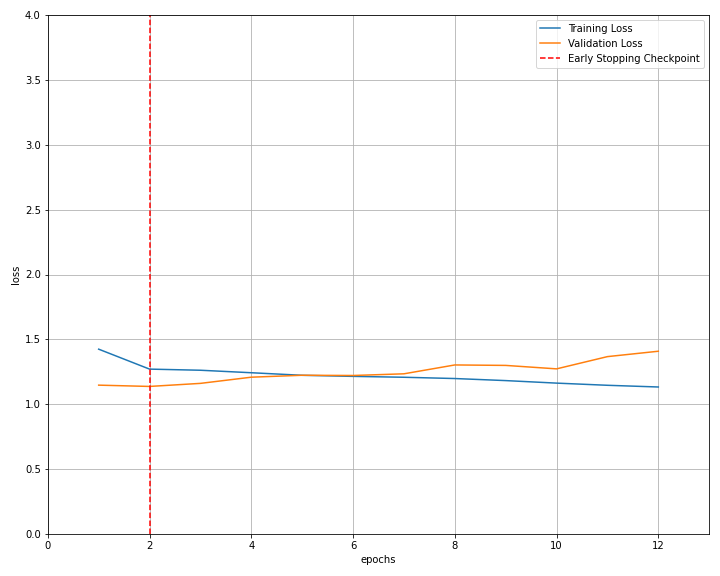 4.0
3.5
3.0
2.5
2.0
1.5
1.0
0.5
0.0
loss
0 2 4 6 8 10 12
epochs
Training Loss
Validation Loss
Early Stopping Checkpoint